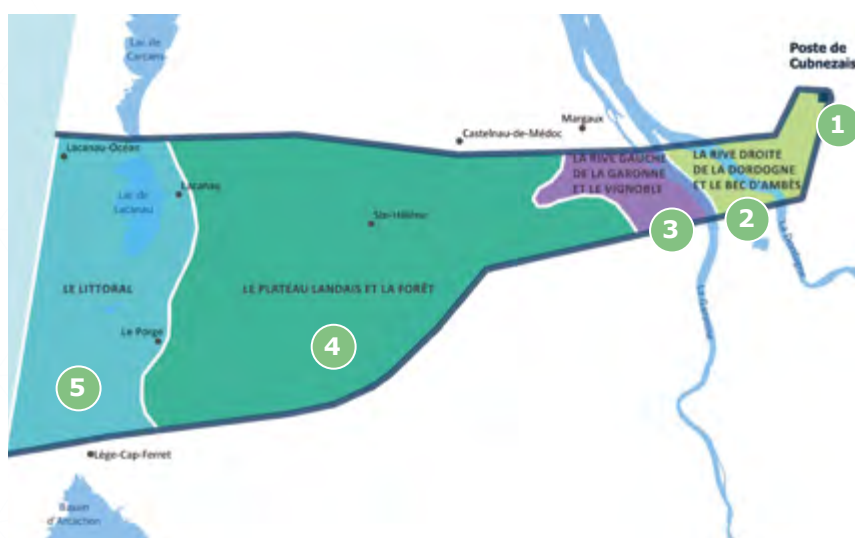 Lac de
Carcans
Poste de
Cubnezais
1
Margaux
Castelnau-de-Médoc
Lacanau-Océan
LA RIVE GAUCHE
DE LA GARONNE
ET LE VIGNOBLE
LA RIVE DROITE
DE LA DORDOGNE
ET LE BEC D'AMBÈS
Lacanau
Lac de
Lacanau
Ste-Hélène
2
3
La Dordogne
LE LITTORAL
LE PLATEAU LANDAIS ET LA FORÊT
La Garonne
Le Porge
4
5
Lège-Cap-Ferret
Bassin
d'Arcachon